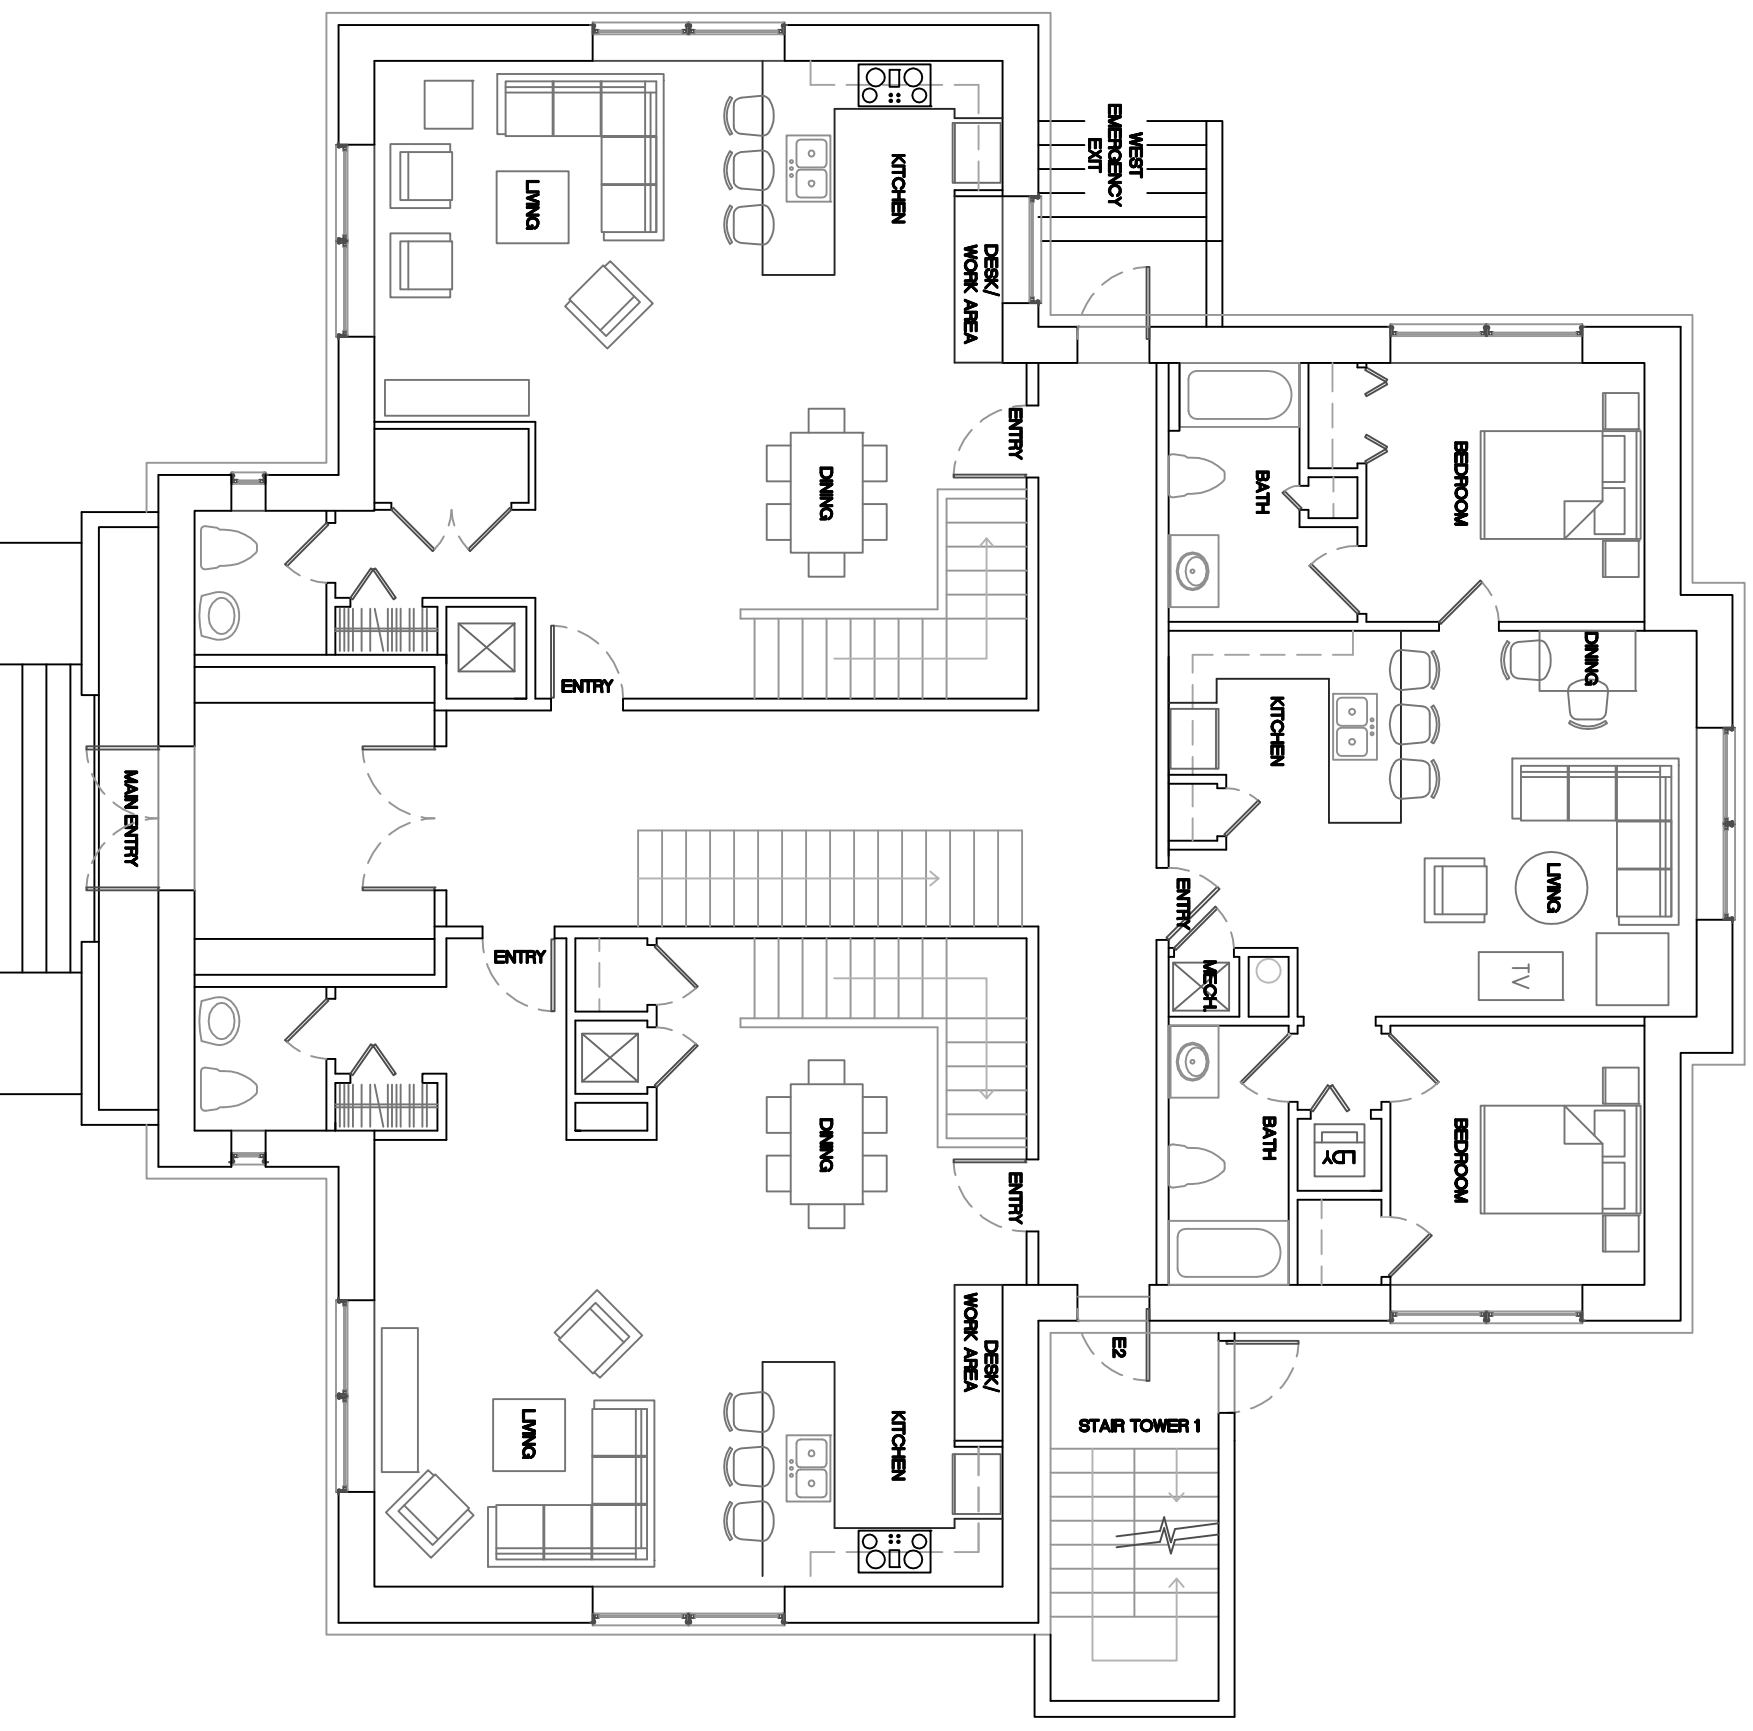 WEST
EMERGENCY
EXIT
KITCHEN
LIVING
DESK/
WORK AREA
ENTRY
DINING
BATH
BEDROOM
ENTRY
DINING
KITCHEN
MAIN ENTRY
LIVING
ENTRY
ENTRY
MECH.
TV
DINING
BATH
LDY
BEDROOM
ENTRY
DESK/
WORK AREA
E2
LIVING
KITCHEN
STAIR TOWER 1